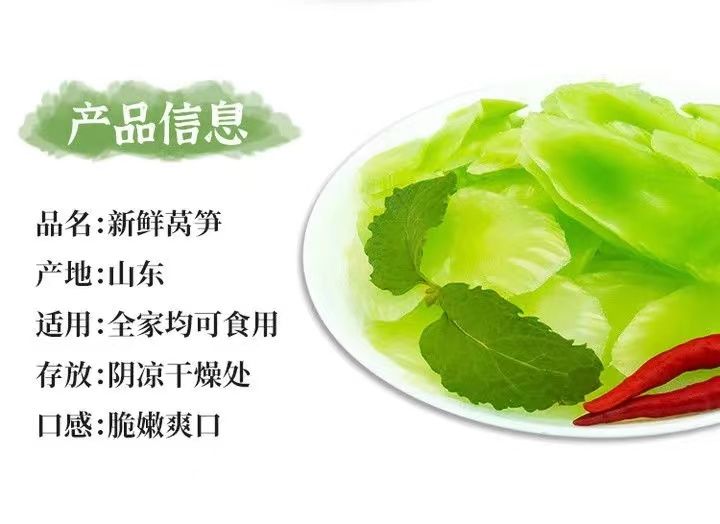 产品信息
品名:新鲜莴笋
产地:山东
适用:全家均可食用
存放:阴凉干燥处
口感:脆嫩爽口